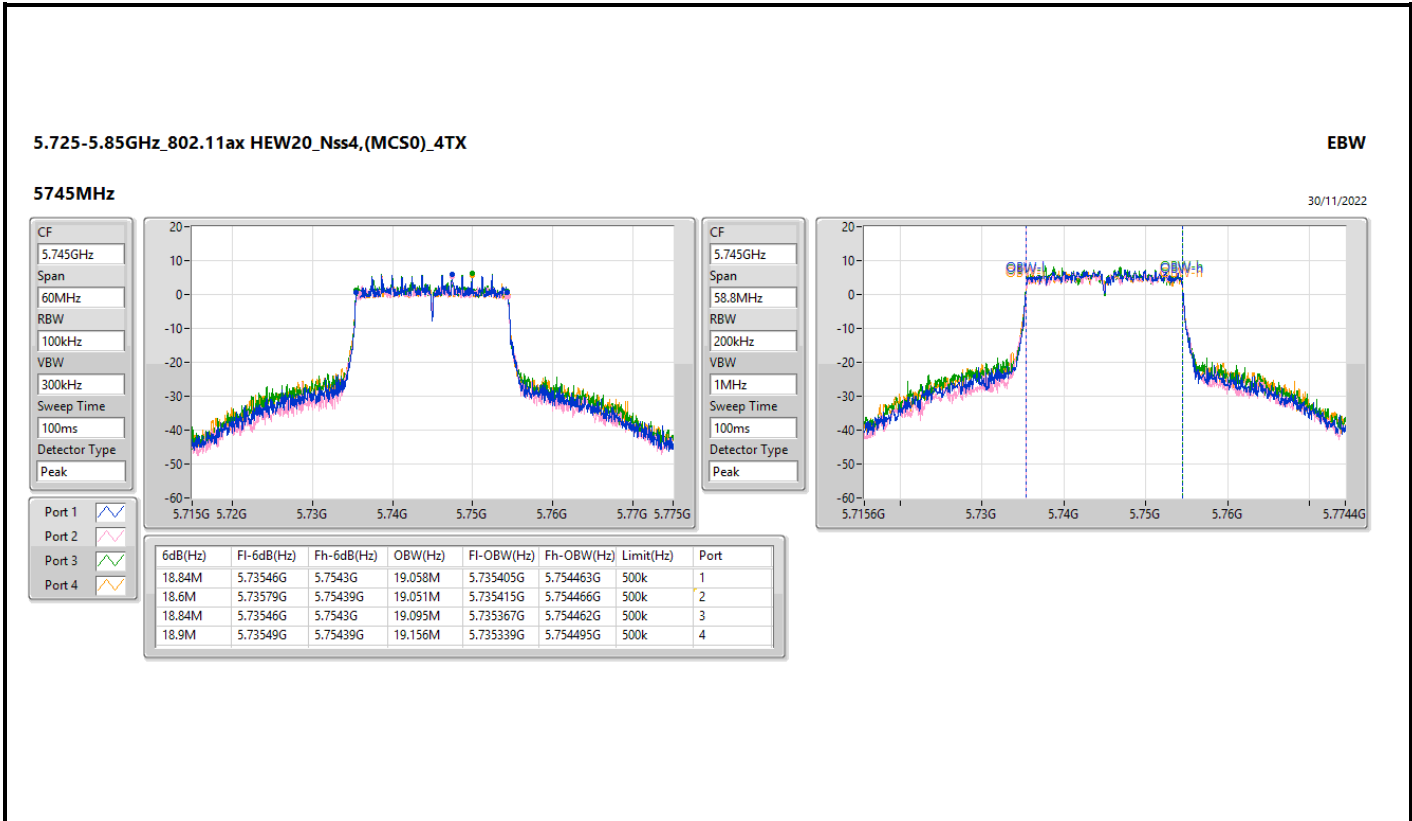 5.725-5.85GHz_802.11ax HEW20_Nss4,(MCS0)_4TX
EBW
5745MHz
30/11/2022
CF
5.745GHz
Span
60MHz
RBW
100kHz
VBW
300kHz
Sweep Time
100ms
Detector Type
Peak
Port 1
Port 2
Port 3
Port 4
20
10
0
-10
-20
-30
-40
-50
-60
5.715G 5.72G 5.73G 5.74G 5.75G 5.76G 5.77G 5.775G
CF
5.745GHz
Span
58.8MHz
RBW
200kHz
VBW
1MHz
Sweep Time
100ms
Detector Type
Peak
20
10
0
-10
-20
-30
-40
-50
-60
OBW-l OBW-h
5.7156G 5.73G 5.74G 5.75G 5.76G 5.7744G
6dB(Hz) Fl-6dB(Hz) Fh-6dB(Hz) OBW(Hz) Fl-OBW(Hz) Fh-OBW(Hz) Limit(Hz) Port
18.84M 5.73546G 5.7543G 19.058M 5.735405G 5.754463G 500k 1
18.6M 5.73579G 5.75439G 19.051M 5.735415G 5.754466G 500k 2
18.84M 5.73546G 5.7543G 19.095M 5.735367G 5.754462G 500k 3
18.9M 5.73549G 5.75439G 19.156M 5.735339G 5.754495G 500k 4